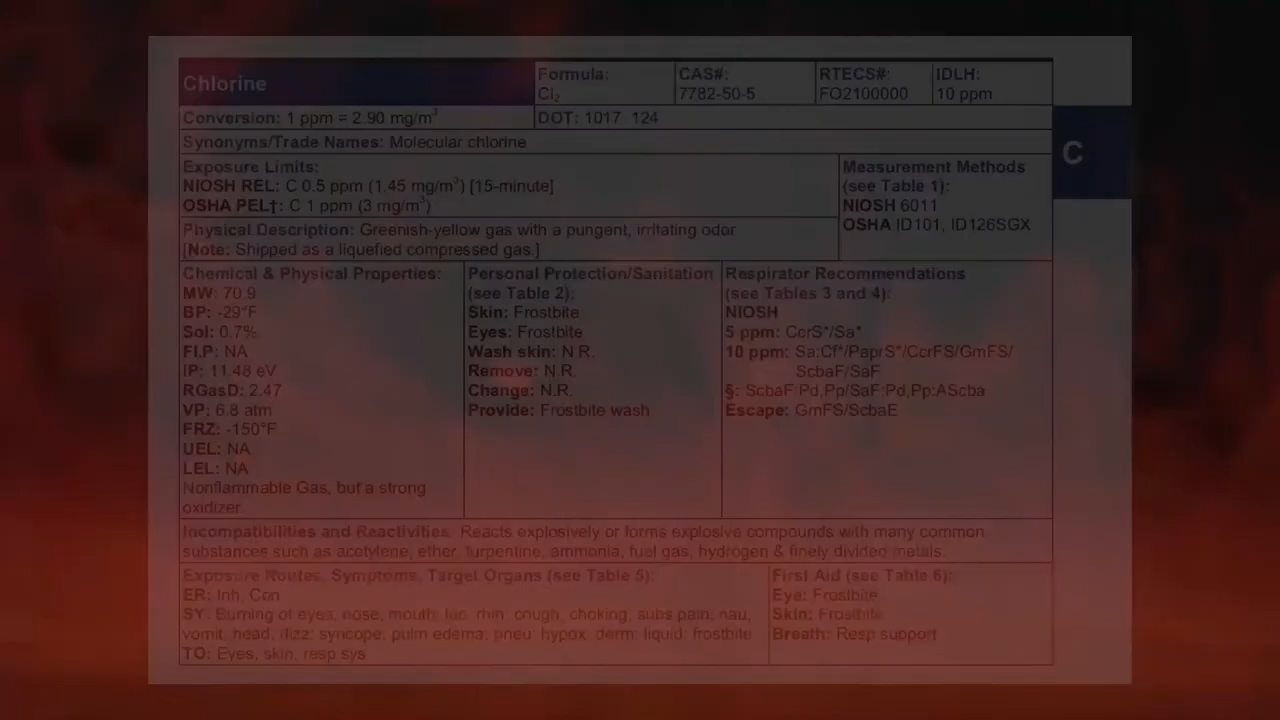 Chlorine
Formula:
Cl₂
CAS#:
7782-50-5
RTECS#:
FO2100000
IDLH:
10 ppm
Conversion: 1 ppm = 2.90 mg/m³
DOT: 1017 124
Synonyms/Trade Names: Molecular chlorine
C
Exposure Limits:
NIOSH REL: C 0.5 ppm (1.45 mg/m³) [15-minute]
OSHA PEL†: C 1 ppm (3 mg/m³)
Measurement Methods
(see Table 1):
NIOSH 6011
OSHA ID101, ID126SGX
Physical Description: Greenish-yellow gas with a pungent, irritating odor
[Note: Shipped as a liquefied compressed gas.]
Chemical & Physical Properties:
MW: 70.9
BP: -29°F
Sol: 0.7%
Fl.P: NA
IP: 11.48 eV
RGasD: 2.47
VP: 6.8 atm
FRZ: -150°F
UEL: NA
LEL: NA
Nonflammable Gas, but a strong
oxidizer.
Personal Protection/Sanitation
(see Table 2):
Skin: Frostbite
Eyes: Frostbite
Wash skin: N.R.
Remove: N.R.
Change: N.R.
Provide: Frostbite wash
Respirator Recommendations
(see Tables 3 and 4):
NIOSH
5 ppm: CcrS*/Sa*
10 ppm: Sa:Cf*/PaprS*/CcrFS/GmFS/
ScbaF/SaF
§: ScbaF:Pd,Pp/SaF:Pd,Pp:AScba
Escape: GmFS/ScbaE
Incompatibilities and Reactivities: Reacts explosively or forms explosive compounds with many common
substances such as acetylene, ether, turpentine, ammonia, fuel gas, hydrogen & finely divided metals.
Exposure Routes, Symptoms, Target Organs (see Table 5):
ER: Inh, Con
SY: Burning of eyes, nose, mouth; lac, rhin; cough, choking, subs pain; nau,
vomit; head, dizz; syncope; pulm edema; pneu; hypox; derm; liquid: frostbite
TO: Eyes, skin, resp sys
First Aid (see Table 6):
Eye: Frostbite
Skin: Frostbite
Breath: Resp support